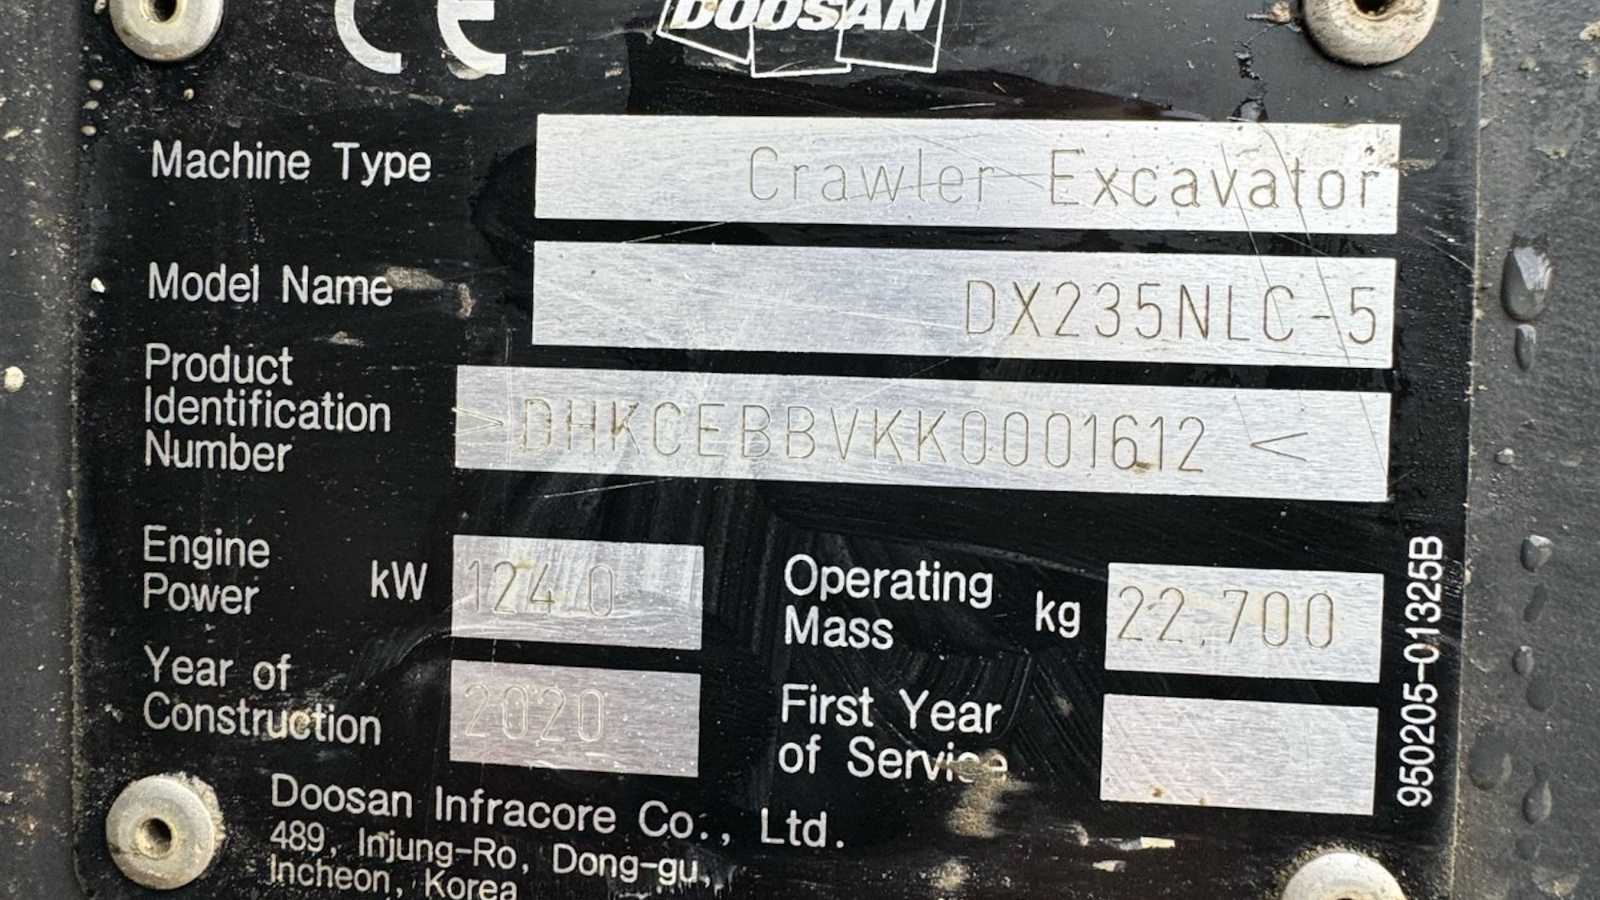 CE DOOSAN
Machine Type Crawler Excavator
Model Name DX235NLC-5
Product
Identification
Number >DHKCEBBVKK0001612 <
Engine
Power kW 124.0
Operating
Mass kg 22,700
Year of
Construction 2020
First Year
of Service
950205-01325B
Doosan Infracore Co., Ltd.
489, Injung-Ro, Dong-gu,
Incheon, Korea